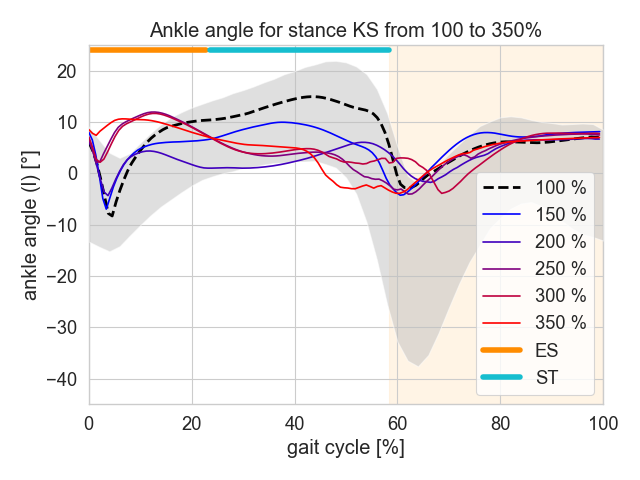 Ankle angle for stance KS from 100 to 350%
20
10
0
−10
−20
−30
−40
ankle angle (l) [°]
100 %
150 %
200 %
250 %
300 %
350 %
ES
ST
0 20 40 60 80 100
gait cycle [%]